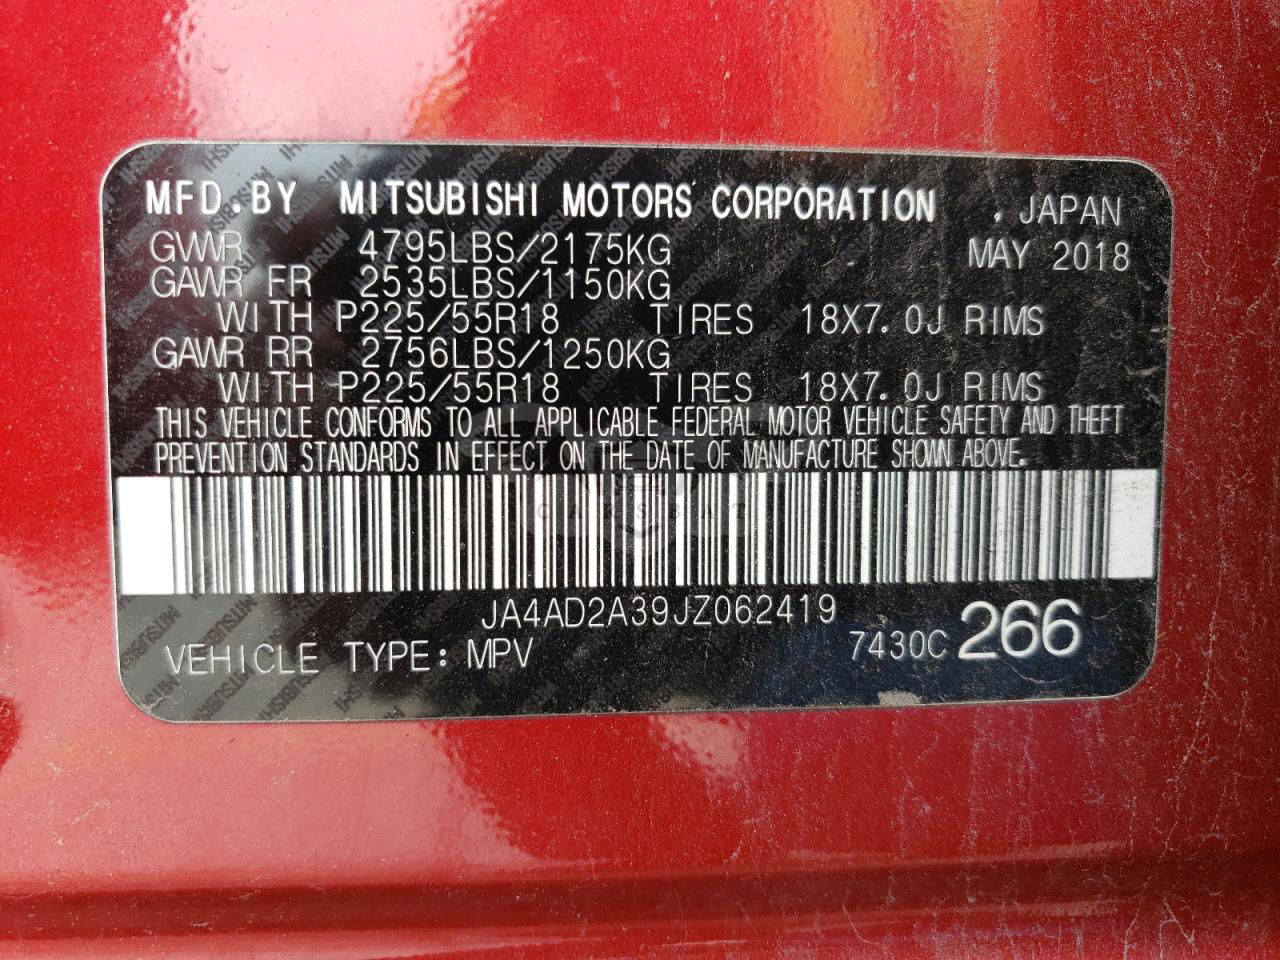 MFD.BY MITSUBISHI MOTORS CORPORATION , JAPAN
GVWR 4795LBS/2175KG MAY 2018
GAWR FR 2535LBS/1150KG
WITH P225/55R18 TIRES 18X7.0J RIMS
GAWR RR 2756LBS/1250KG
WITH P225/55R18 TIRES 18X7.0J RIMS
THIS VEHICLE CONFORMS TO ALL APPLICABLE FEDERAL MOTOR VEHICLE SAFETY AND THEFT
PREVENTION STANDARDS IN EFFECT ON THE DATE OF MANUFACTURE SHOWN ABOVE.
JA4AD2A39JZ062419
VEHICLE TYPE: MPV 7430C 266